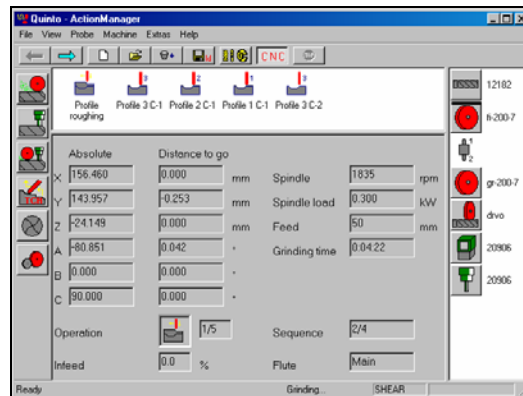 Quinto - ActionManager
File View Probe Machine Extras Help
CNC
Profile roughing
Profile 3 C-1
Profile 2 C-1
Profile 1 C-1
Profile 3 C-2
Absolute Distance to go
X 156.460 0.000 mm Spindle 1835 rpm
Y 143.957 -0.253 mm Spindle load 0.300 kW
Z -24.149 0.000 mm Feed 50 mm
A -80.851 0.042 ° Grinding time 0:04:22
B 0.000 0.000
C 90.000 0.000 °
Operation 1/5 Sequence 2/4
Infeed 0.0 % Flute Main
12182
fi-200-7
1
2
gr-200-7
drvo
20906
20906
Ready Grinding... SHEAR